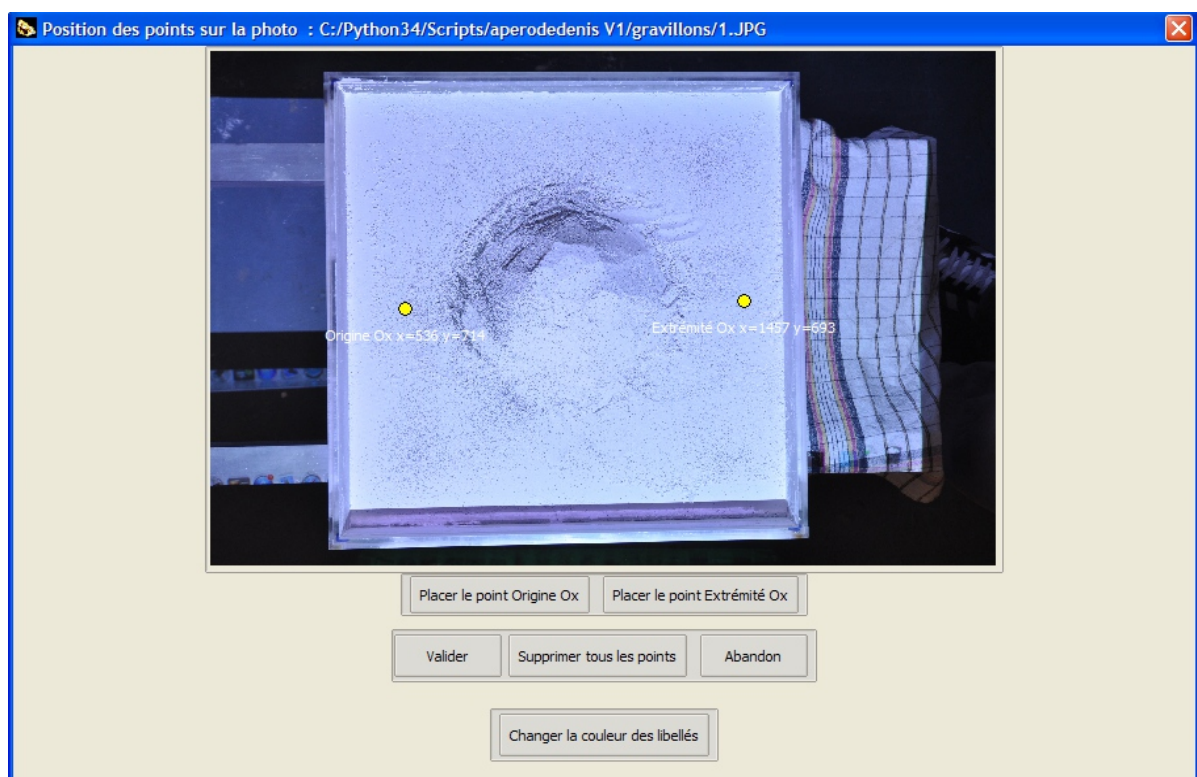 Position des points sur la photo : C:/Python34/Scripts/aperodedenis V1/gravillons/1.JPG
Origine Ox x=536 y=714
Extrémité Ox x=1457 y=693
Placer le point Origine Ox
Placer le point Extrémité Ox
Valider
Supprimer tous les points
Abandon
Changer la couleur des libellés